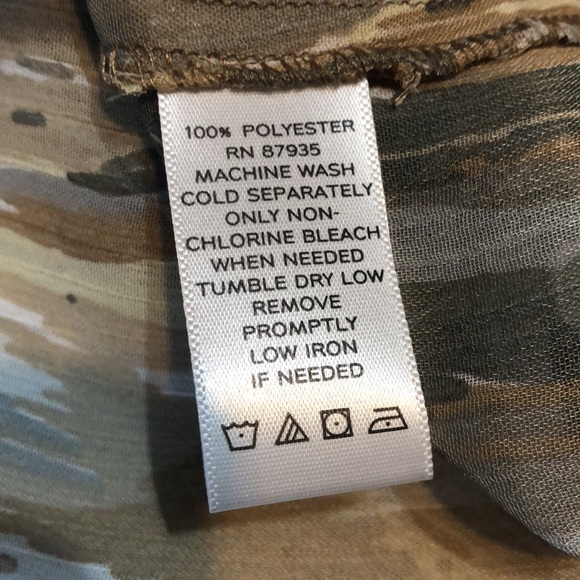 100% POLYESTER
RN 87935
MACHINE WASH
COLD SEPARATELY
ONLY NON-
CHLORINE BLEACH
WHEN NEEDED
TUMBLE DRY LOW
REMOVE
PROMPTLY
LOW IRON
IF NEEDED